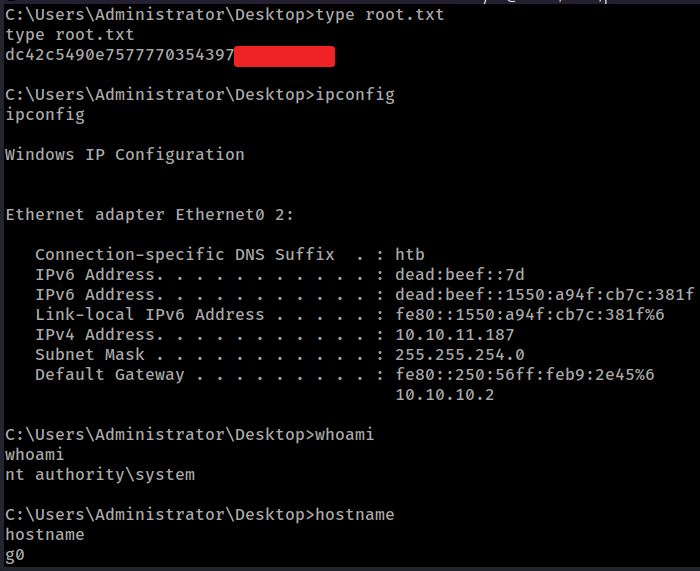 C:\Users\Administrator\Desktop>type root.txt
type root.txt
dc42c5490e7577770354397
C:\Users\Administrator\Desktop>ipconfig
ipconfig
Windows IP Configuration
Ethernet adapter Ethernet0 2:
Connection-specific DNS Suffix  . : htb
IPv6 Address. . . . . . . . . . . : dead:beef::7d
IPv6 Address. . . . . . . . . . . : dead:beef::1550:a94f:cb7c:381f
Link-local IPv6 Address . . . . . : fe80::1550:a94f:cb7c:381f%6
IPv4 Address. . . . . . . . . . . : 10.10.11.187
Subnet Mask . . . . . . . . . . . : 255.255.254.0
Default Gateway . . . . . . . . . : fe80::250:56ff:feb9:2e45%6
10.10.10.2
C:\Users\Administrator\Desktop>whoami
whoami
nt authority\system
C:\Users\Administrator\Desktop>hostname
hostname
g0